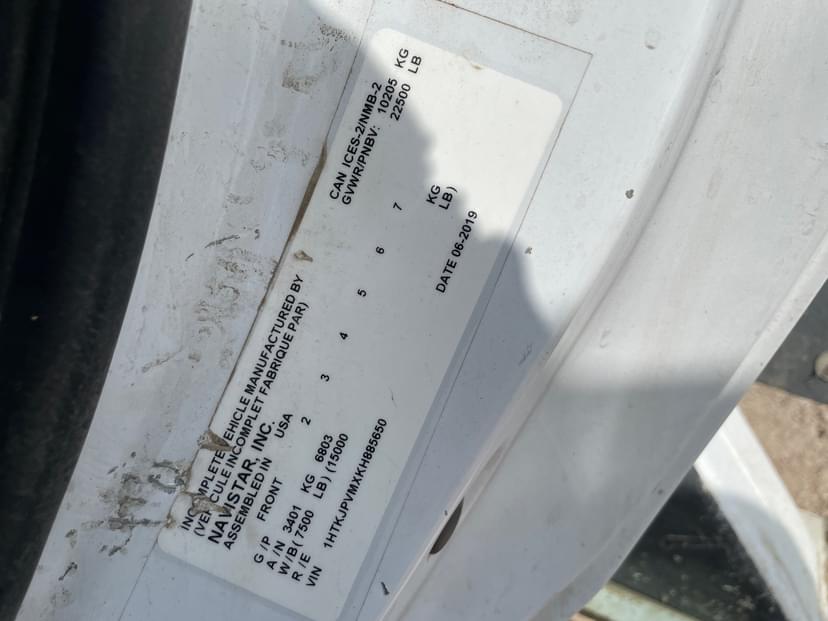 INCOMPLETE VEHICLE MANUFACTURED BY
(VEHICULE INCOMPLET FABRIQUE PAR)
NAVISTAR, INC.
ASSEMBLED IN USA
CAN ICES-2/NMB-2
GVWR/PNBV: 10205 KG
22500 LB
FRONT 2 3 4 5 6 7
G/P
A/N 3401 KG 6803 KG
W/B( 7500 LB) (15000 LB)
R/E
DATE 06-2019
VIN 1HTKJPVMXKH885650